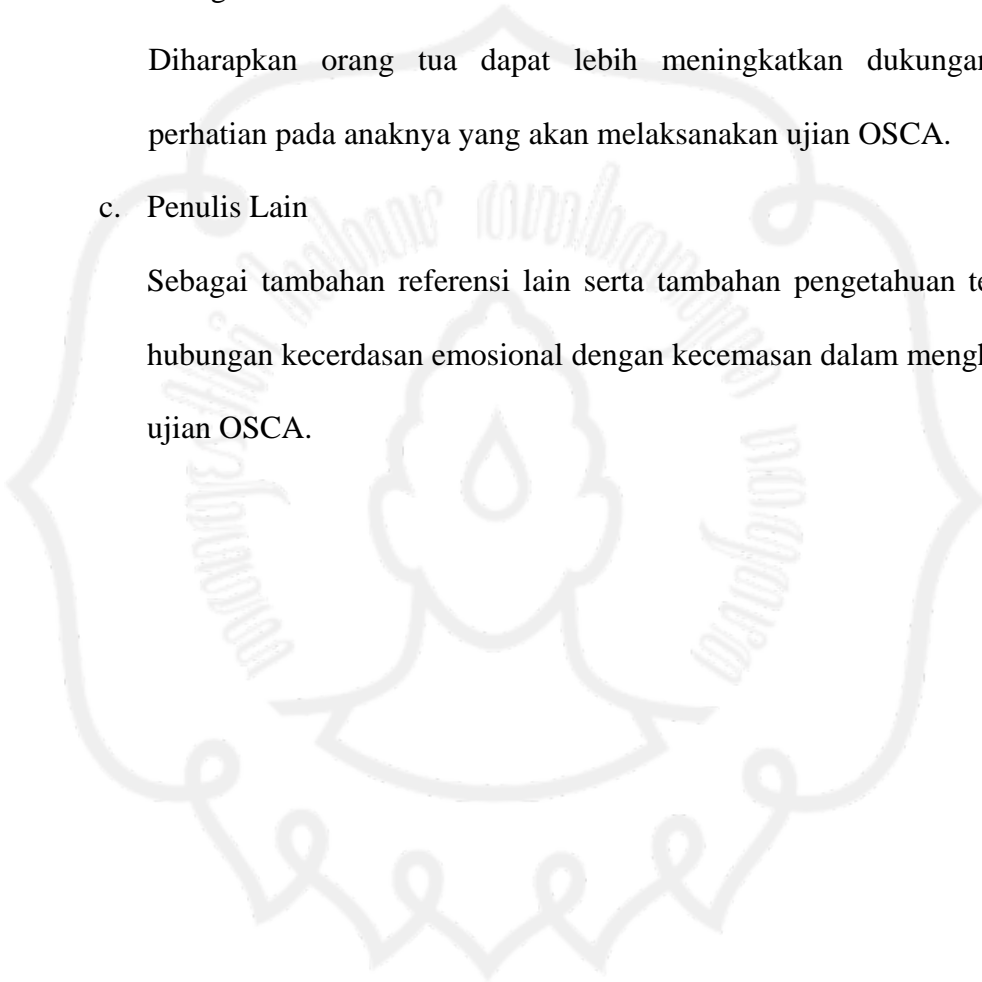 Diharapkan orang tua dapat lebih meningkatkan dukungan
perhatian pada anaknya yang akan melaksanakan ujian OSCA.
c. Penulis Lain
Sebagai tambahan referensi lain serta tambahan pengetahuan
hubungan kecerdasan emosional dengan kecemasan dalam
ujian OSCA.